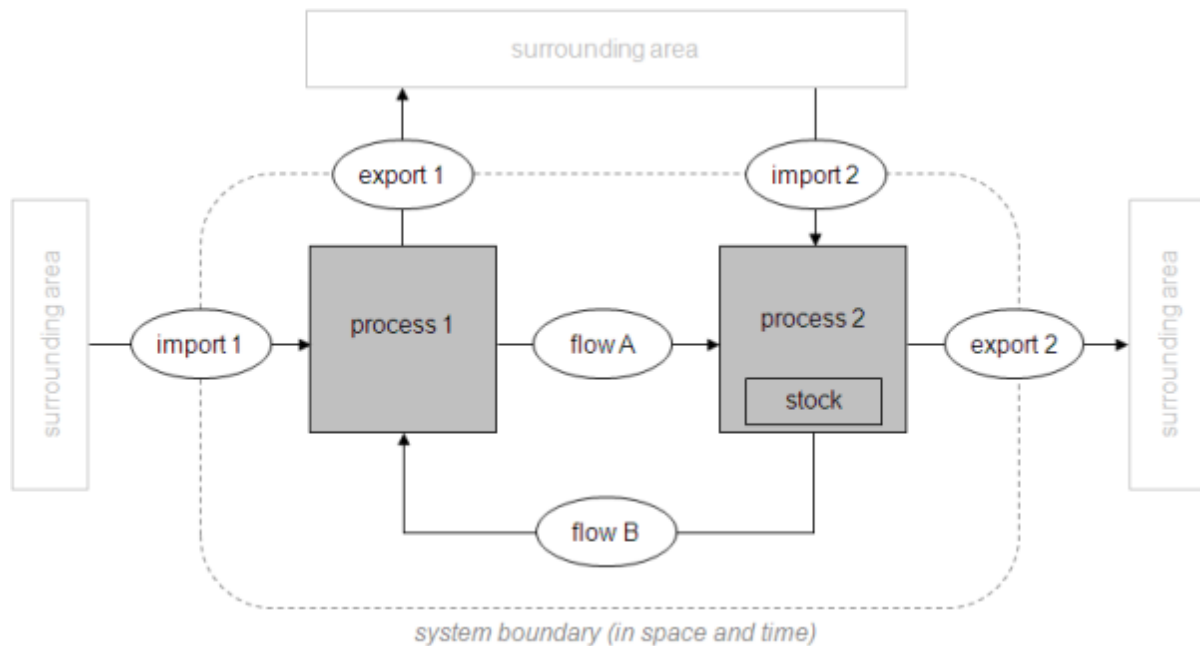 surrounding area
export 1
import 2
surrounding area
import 1
process 1
flow A
process 2
stock
export 2
surrounding area
flow B
system boundary (in space and time)